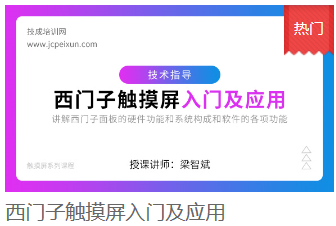 技成培训网
www.jcpeixun.com
热门
技术指导
西门子触摸屏入门及应用
讲解西门子面板的硬件功能和系统构成和软件的各项功能
授课讲师：梁智斌
触摸屏系列课程
西门子触摸屏入门及应用